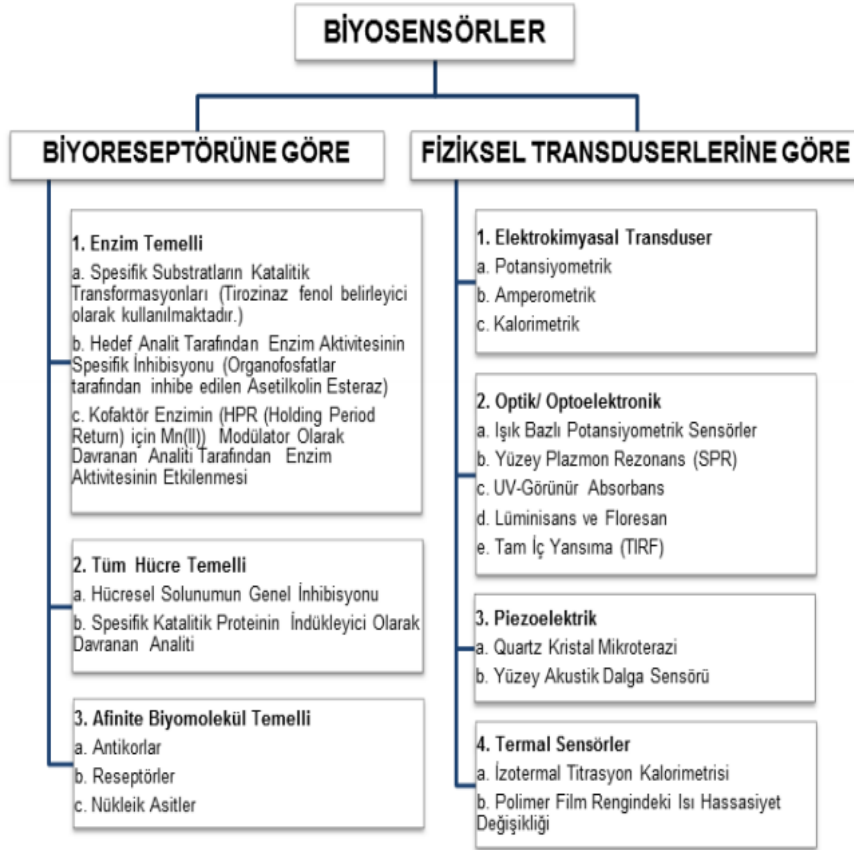 BİYOSENSÖRLER
BİYORESEPTÖRÜNE GÖRE
1. Enzim Temelli
a. Spesifik Substratların Katalitik
Transformasyonları (Tirozinaz fenol belirleyici
olarak kullanılmaktadır.)
b. Hedef Analit Tarafından Enzim Aktivitesinin
Spesifik İnhibisyonu (Organofosfatlar
tarafından inhibe edilen Asetilkolin Esteraz)
c. Kofaktör Enzimin (HPR (Holding Period
Return) için Mn(II)) Modülator Olarak
Davranan Analiti Tarafından Enzim
Aktivitesinin Etkilenmesi
2. Tüm Hücre Temelli
a. Hücresel Solunumun Genel İnhibisyonu
b. Spesifik Katalitik Proteinin İndükleyici Olarak
Davranan Analiti
3. Afinite Biyomolekül Temelli
a. Antikorlar
b. Reseptörler
c. Nükleik Asitler
FİZİKSEL TRANSDUSERLERİNE GÖRE
1. Elektrokimyasal Transduser
a. Potansiyometrik
b. Amperometrik
c. Kalorimetrik
2. Optik/ Optoelektronik
a. Işık Bazlı Potansiyometrik Sensörler
b. Yüzey Plazmon Rezonans (SPR)
c. UV-Görünür Absorbans
d. Lüminisans ve Floresan
e. Tam İç Yansıma (TIRF)
3. Piezoelektrik
a. Quartz Kristal Mikroterazi
b. Yüzey Akustik Dalga Sensörü
4. Termal Sensörler
a. İzotermal Titrasyon Kalorimetrisi
b. Polimer Film Rengindeki Isı Hassasiyet
Değişikliği